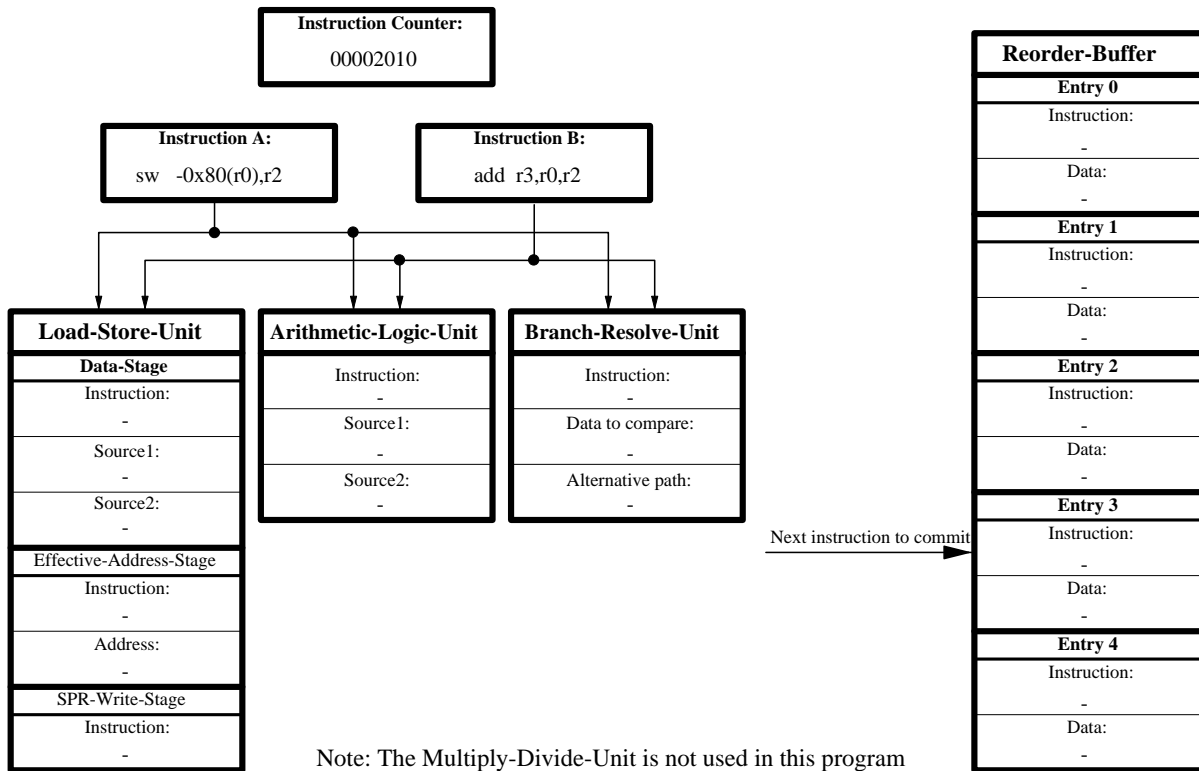 Instruction Counter:
00002010
Instruction A:
sw -0x80(r0),r2
Instruction B:
add r3,r0,r2
Load-Store-Unit
Data-Stage
Instruction:
-
Source1:
-
Source2:
-
Effective-Address-Stage
Instruction:
-
Address:
-
SPR-Write-Stage
Instruction:
-
Arithmetic-Logic-Unit
Instruction:
-
Source1:
-
Source2:
-
Branch-Resolve-Unit
Instruction:
-
Data to compare:
-
Alternative path:
-
Next instruction to commit
Reorder-Buffer
Entry 0
Instruction:
-
Data:
-
Entry 1
Instruction:
-
Data:
-
Entry 2
Instruction:
-
Data:
-
Entry 3
Instruction:
-
Data:
-
Entry 4
Instruction:
-
Data:
-
Note: The Multiply-Divide-Unit is not used in this program